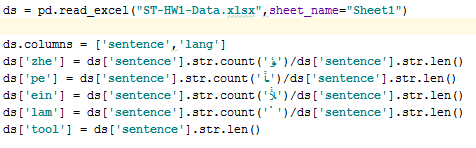 ds = pd.read_excel("ST-HW1-Data.xlsx",sheet_name="Sheet1")
ds.columns = ['sentence','lang']
ds['zhe'] = ds['sentence'].str.count('ؤ')/ds['sentence'].str.len()
ds['pe'] = ds['sentence'].str.count('')/ds['sentence'].str.len()
ds['ein'] = ds['sentence'].str.count('')/ds['sentence'].str.len()
ds['lam'] = ds['sentence'].str.count('')/ds['sentence'].str.len()
ds['tool'] = ds['sentence'].str.len()